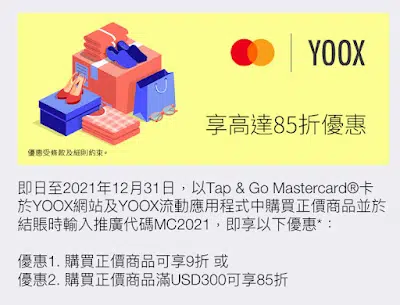 YOOX
享高達85折優惠
優惠受條款及細則約束。
即日至2021年12月31日，以Tap & Go Mastercard®卡
於YOOX網站及YOOX流動應用程式中購買正價商品並於
結賬時輸入推廣代碼MC2021，即享以下優惠*：
優惠1. 購買正價商品可享9折 或
優惠2. 購買正價商品滿USD300可享85折